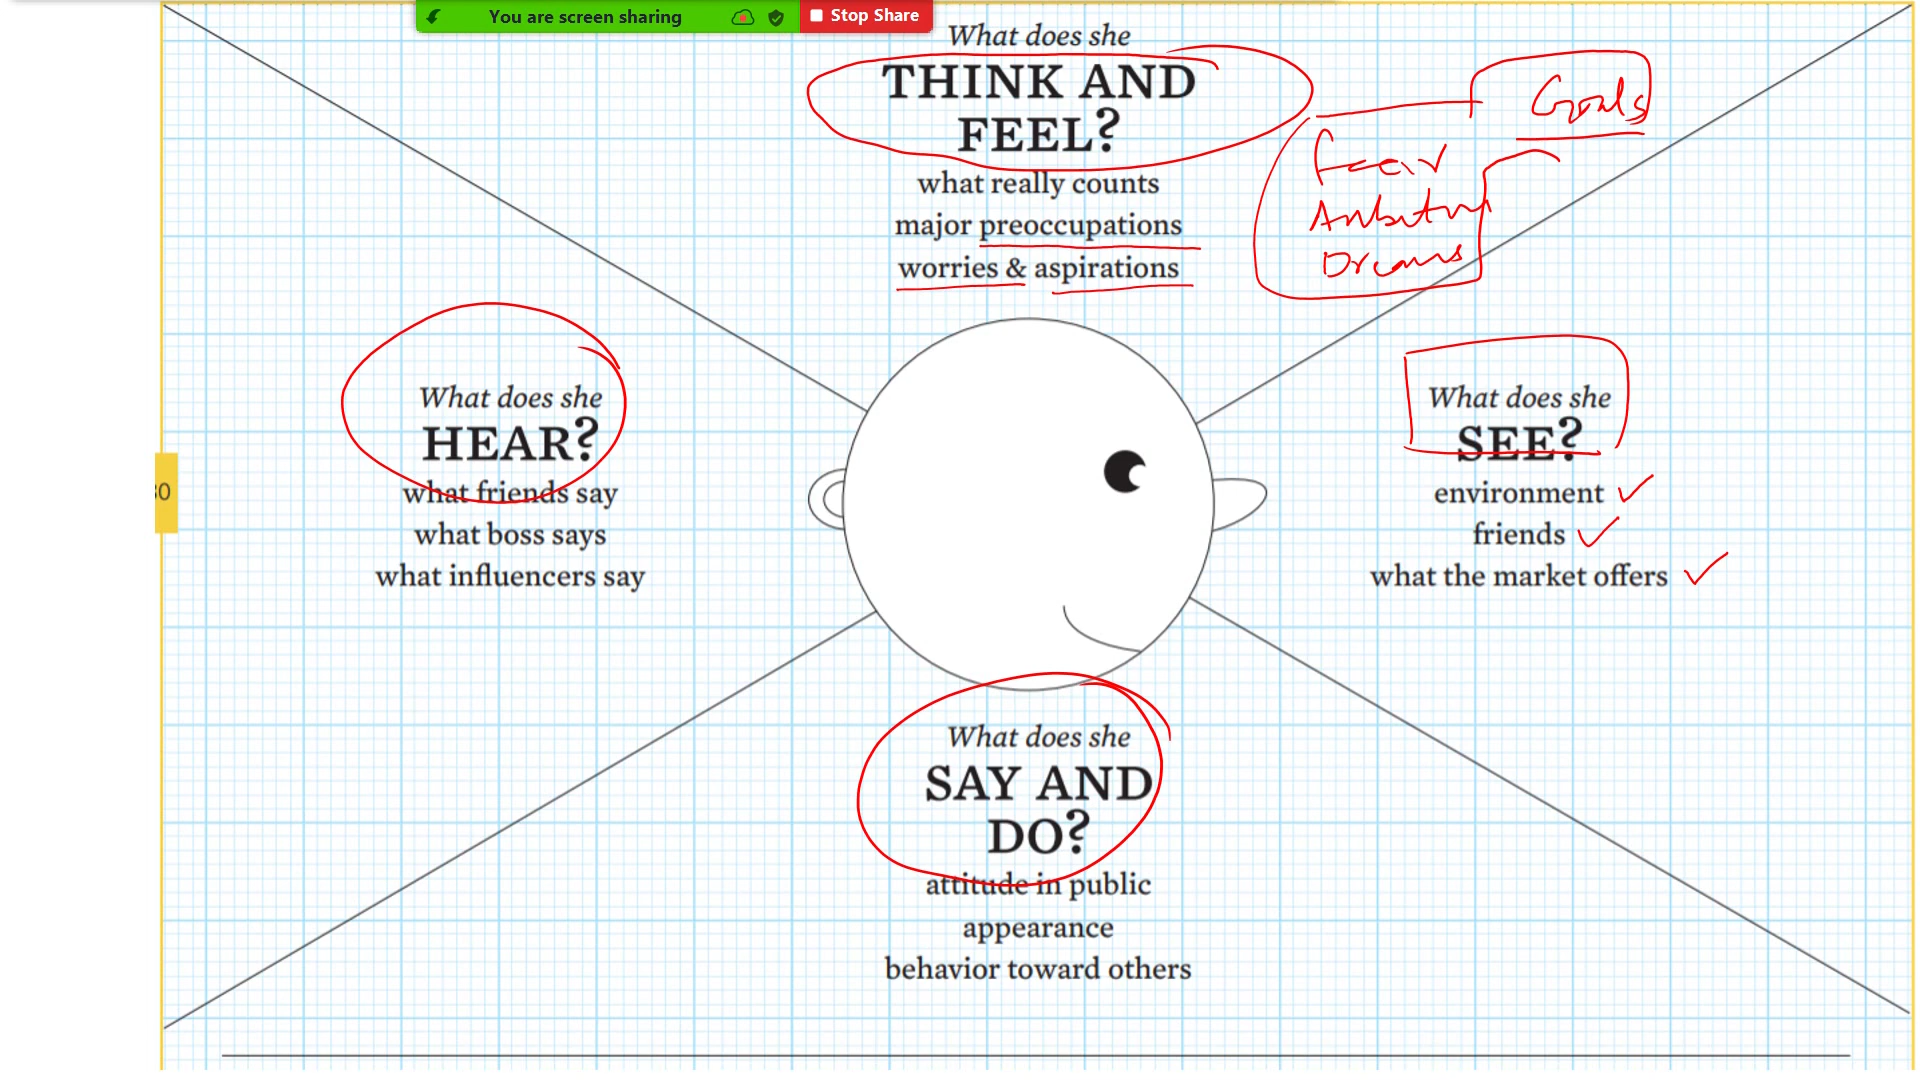 You are screen sharing
Stop Share
What does she
THINK AND
FEEL?
what really counts
major preoccupations
worries & aspirations
Goals
Fear
Ambition
Dreams
What does she
HEAR?
what friends say
what boss says
what influencers say
What does she
SEE?
environment
friends
what the market offers
What does she
SAY AND
DO?
attitude in public
appearance
behavior toward others